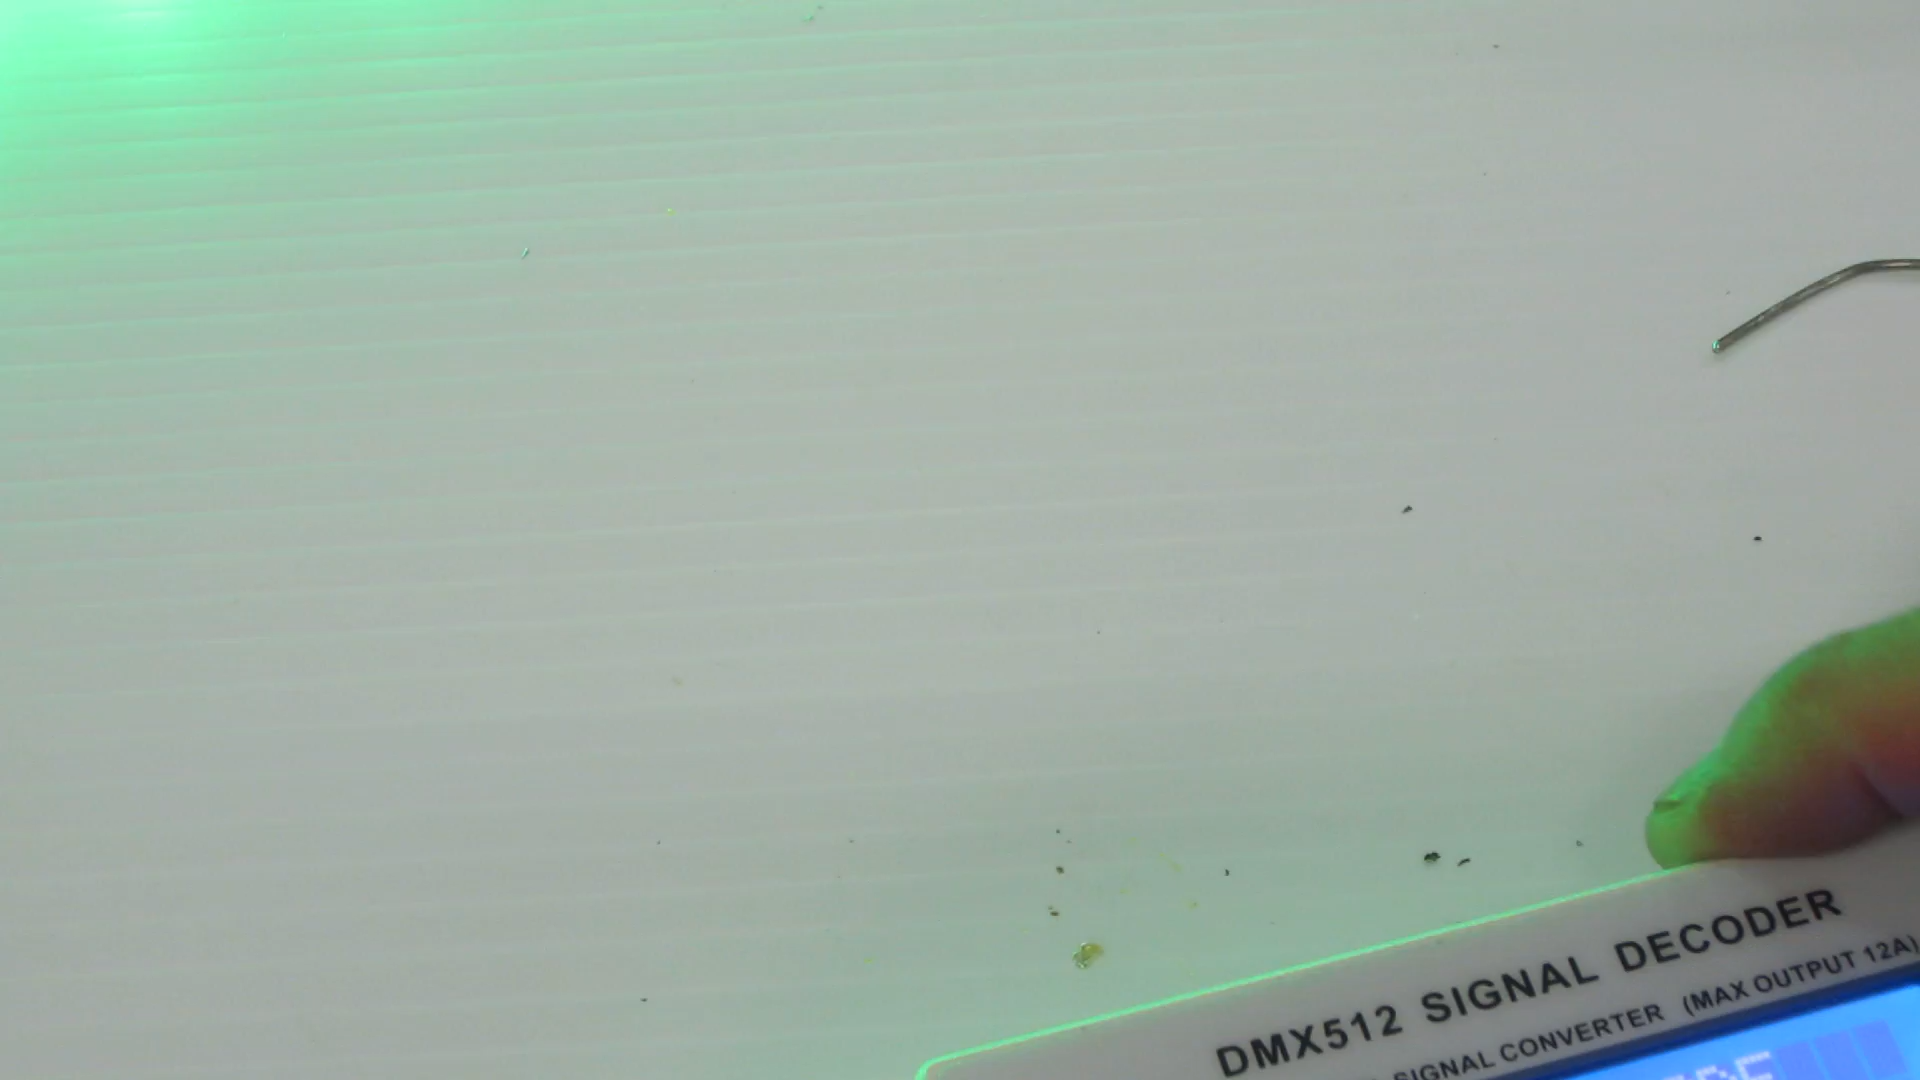 DMX512 SIGNAL DECODER
SIGNAL CONVERTER (MAX OUTPUT 12A)